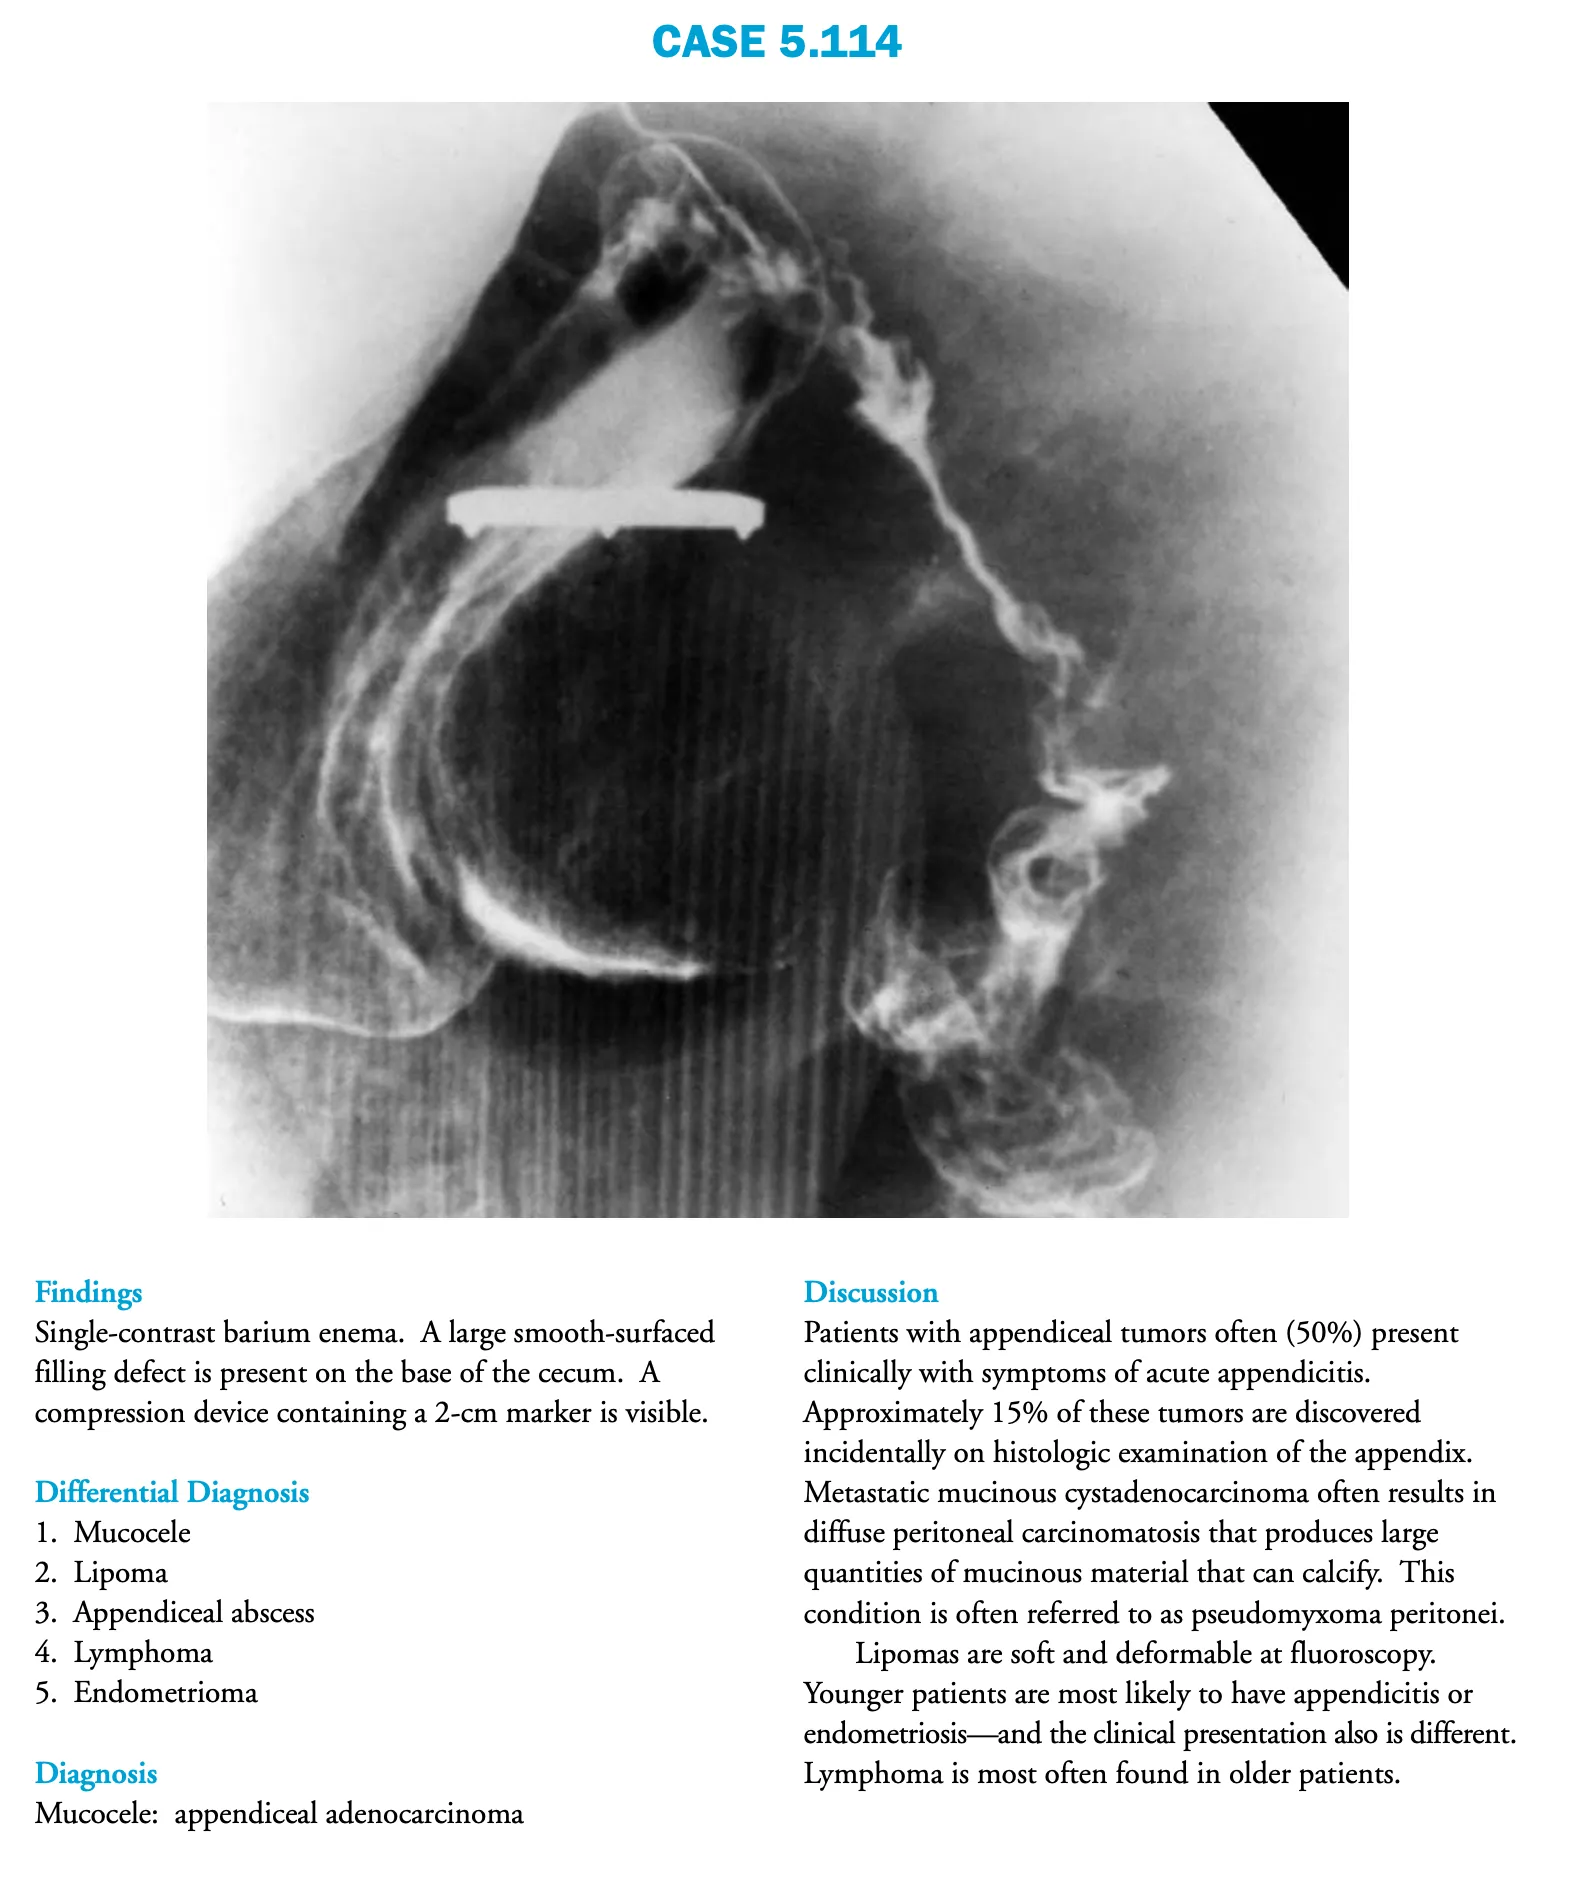 CASE 5.114
Findings
Single-contrast barium enema. A large smooth-surfaced
filling defect is present on the base of the cecum. A
compression device containing a 2-cm marker is visible.
Differential Diagnosis
1. Mucocele
2. Lipoma
3. Appendiceal abscess
4. Lymphoma
5. Endometrioma
Diagnosis
Mucocele: appendiceal adenocarcinoma
Discussion
Patients with appendiceal tumors often (50%) present
clinically with symptoms of acute appendicitis.
Approximately 15% of these tumors are discovered
incidentally on histologic examination of the appendix.
Metastatic mucinous cystadenocarcinoma often results in
diffuse peritoneal carcinomatosis that produces large
quantities of mucinous material that can calcify. This
condition is often referred to as pseudomyxoma peritonei.
Lipomas are soft and deformable at fluoroscopy.
Younger patients are most likely to have appendicitis or
endometriosis—and the clinical presentation also is different.
Lymphoma is most often found in older patients.